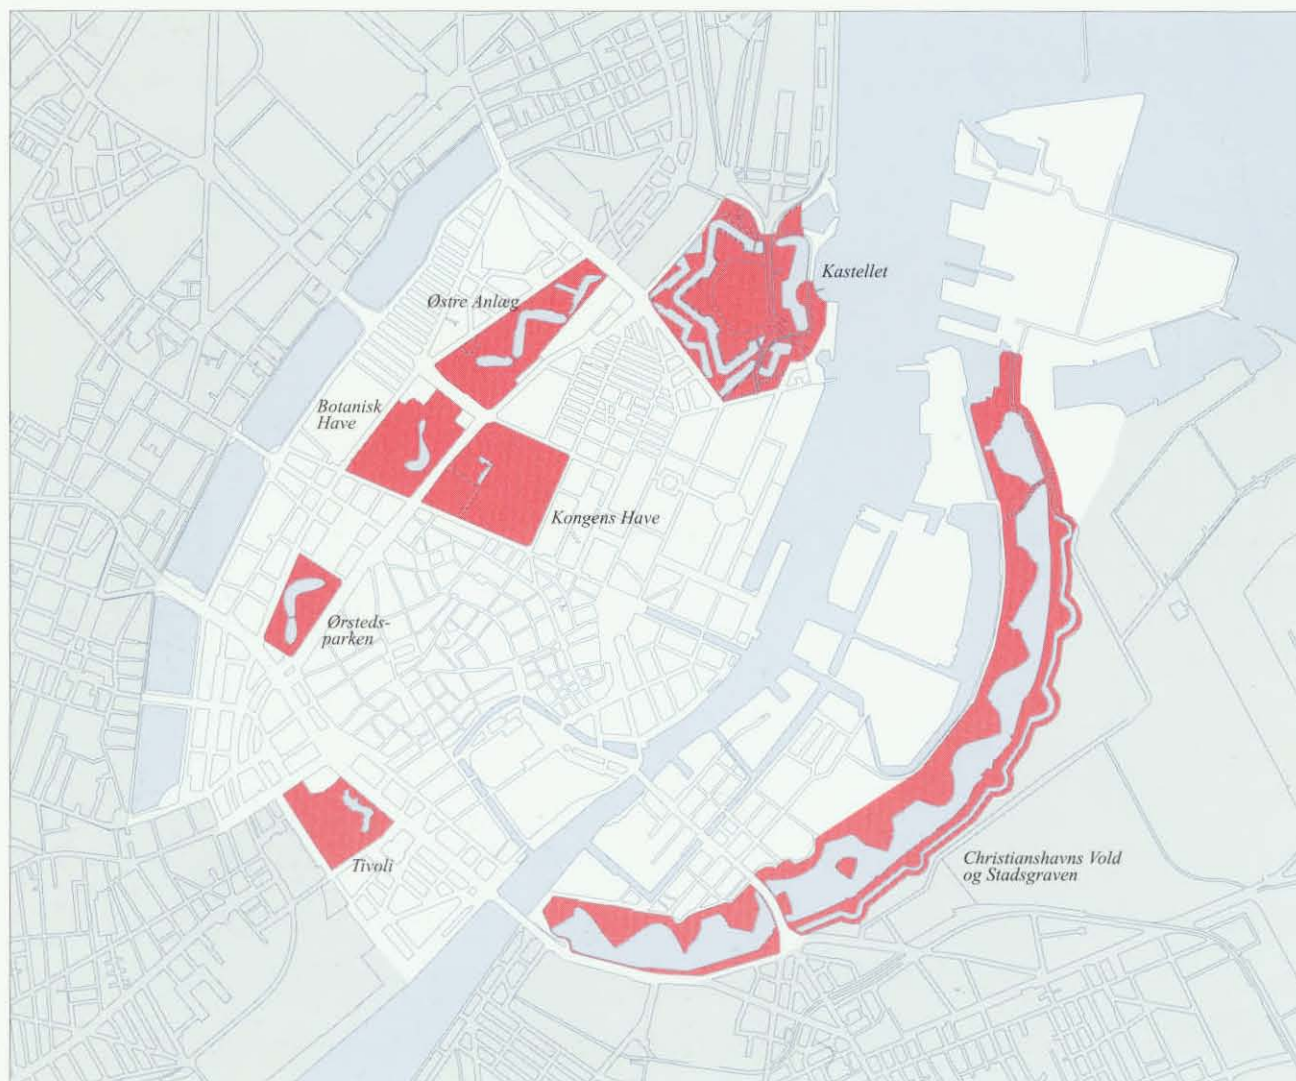 Kastellet
Østre Anlæg
Botanisk
Have
Kongens Have
Ørsteds-
parken
Tivoli
Christianshavns Vold
og Stadsgraven